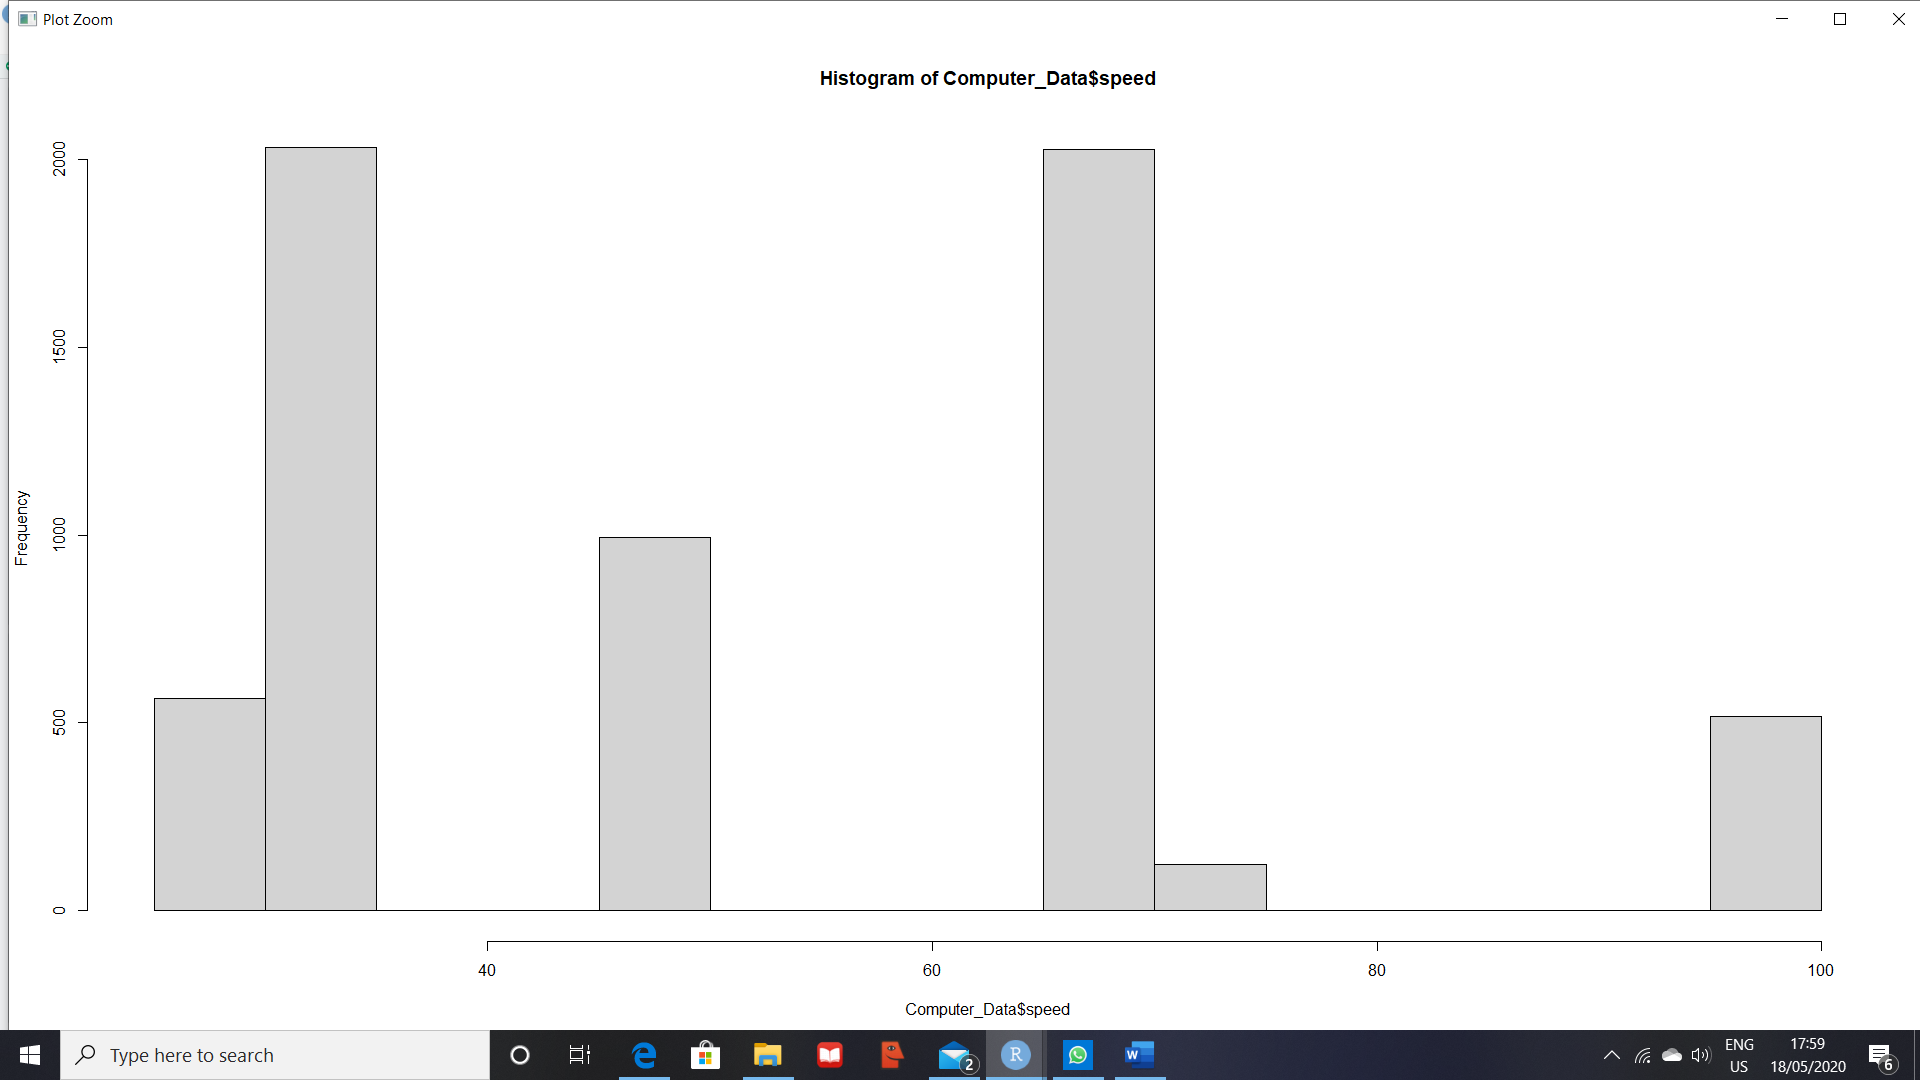 Plot Zoom
Histogram of Computer_Data$speed
2000
1500
1000
500
0
Frequency
40 60 80 100
Computer_Data$speed
Type here to search
2
R
W
ENG
US
17:59
18/05/2020
6